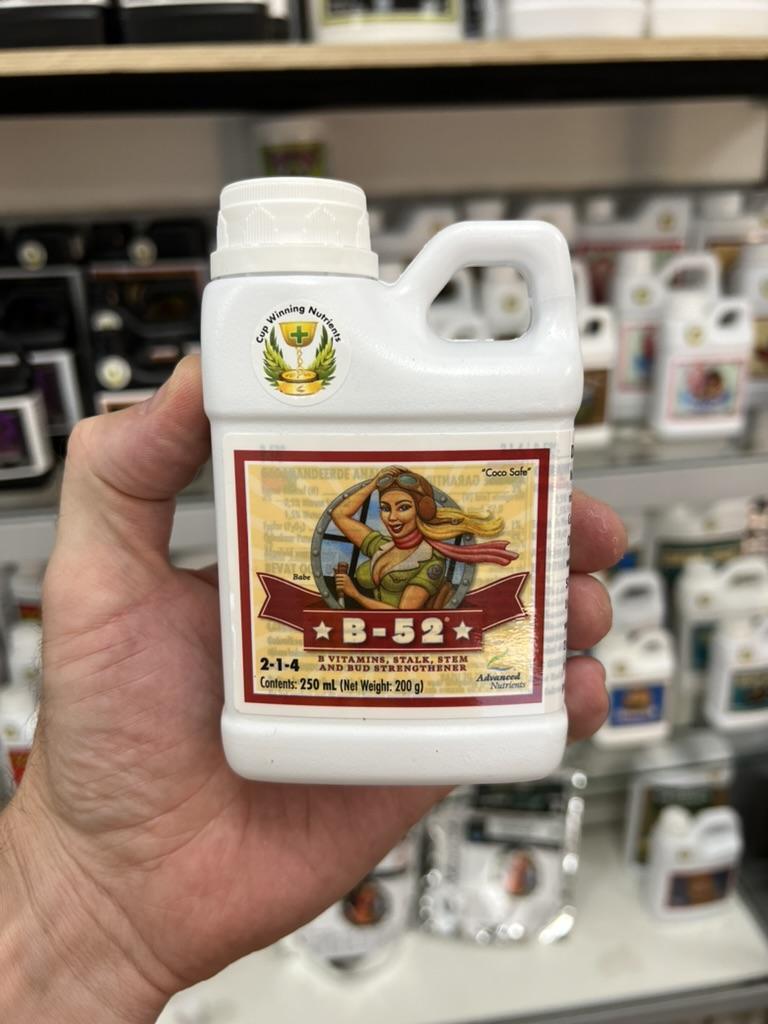 Cup Winning Nutrients
"Coco Safe"
Babe
B-52®
B VITAMINS, STALK, STEM
AND BUD STRENGTHENER
2-1-4
Contents: 250 mL (Net Weight: 200 g)
Advanced
Nutrients